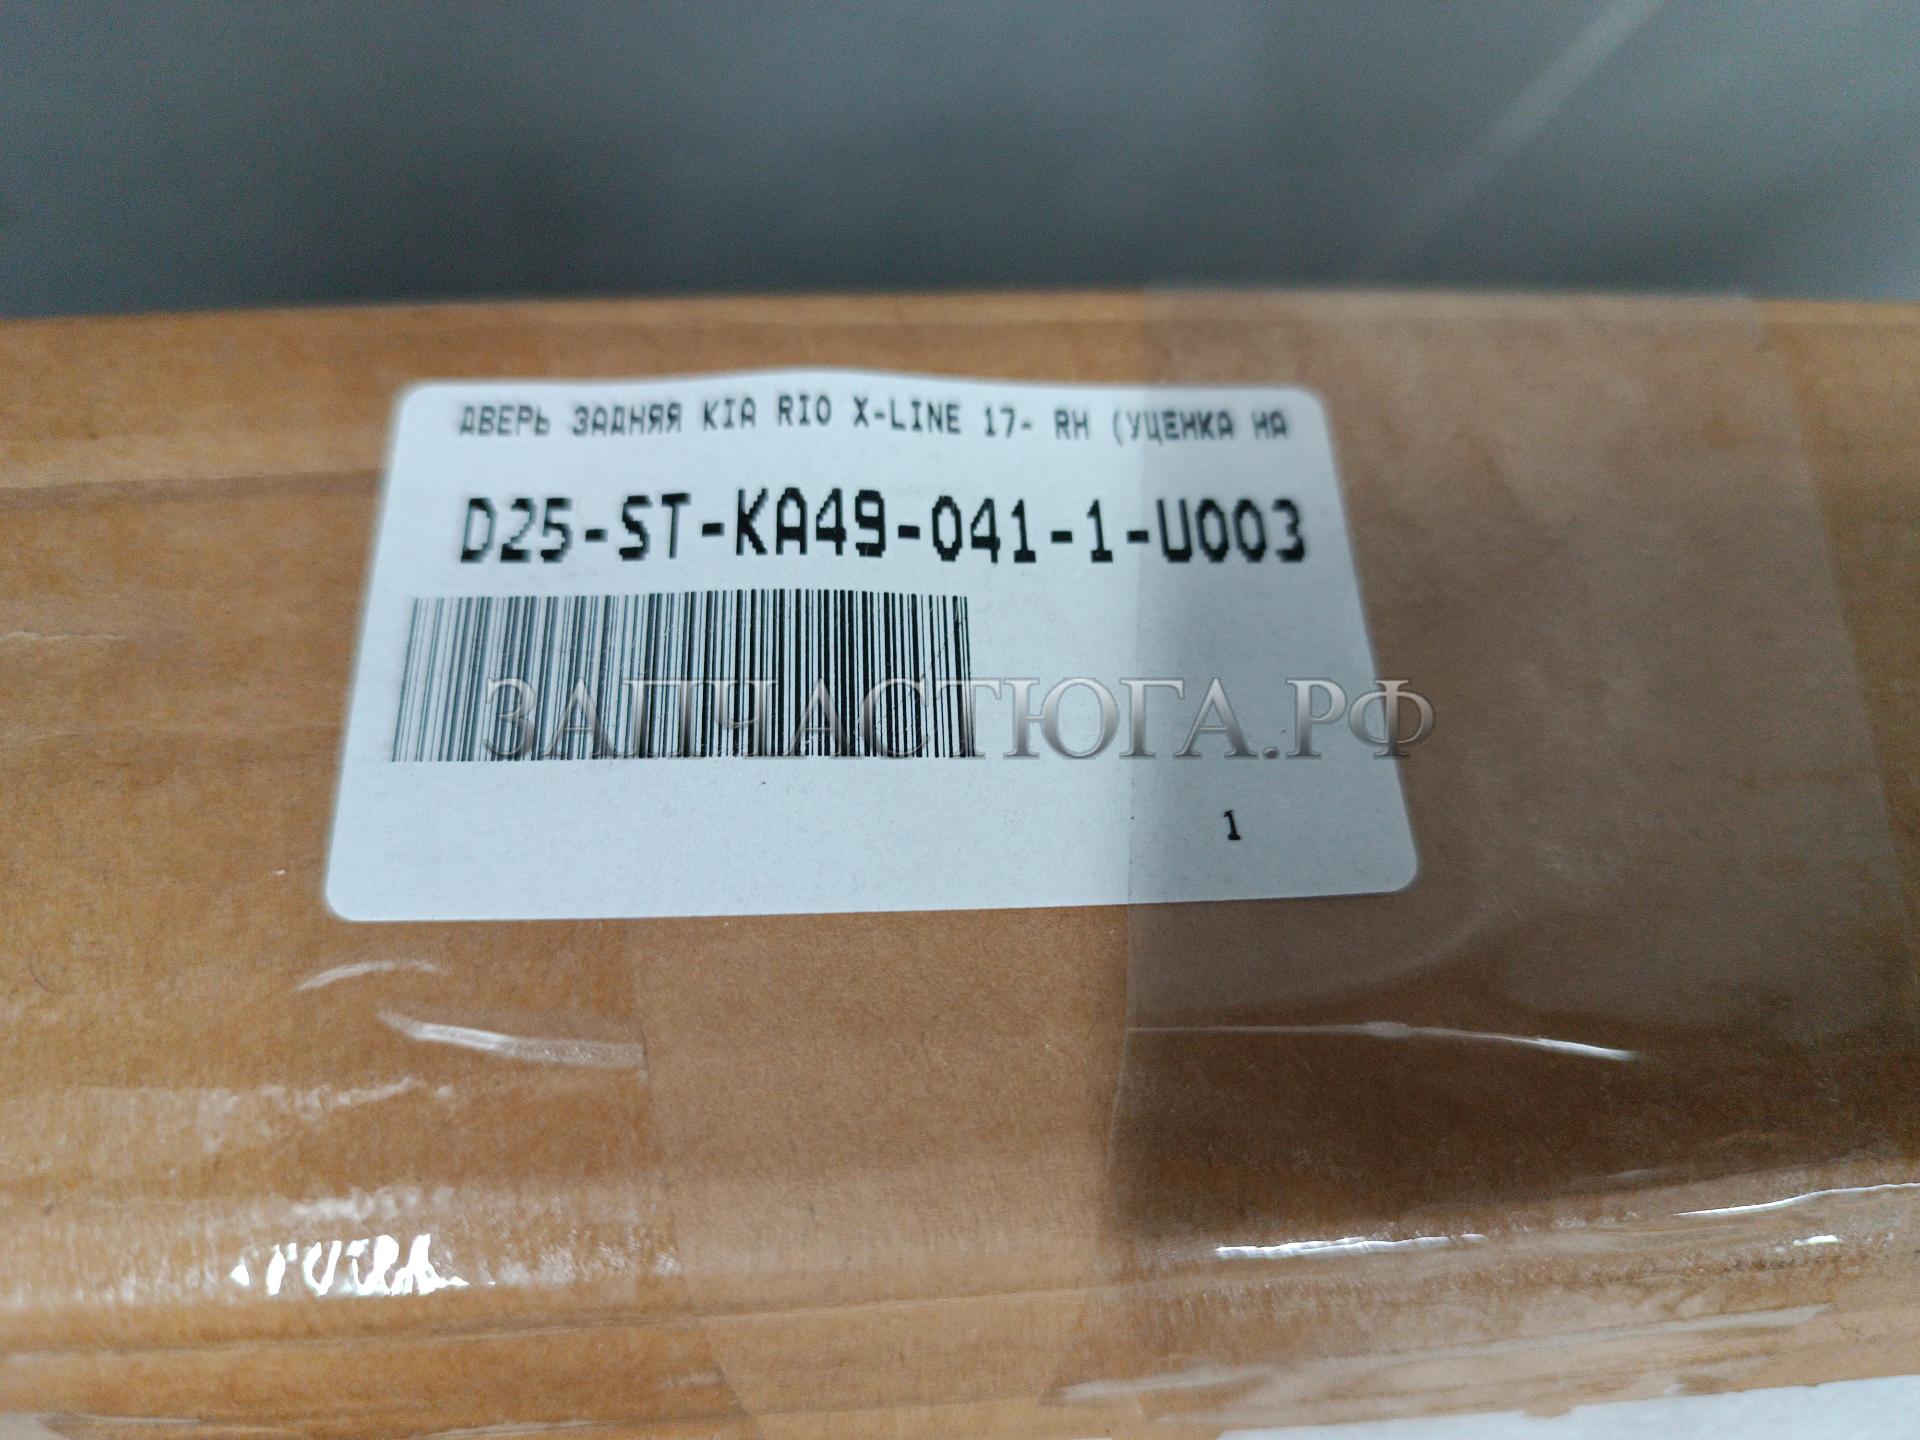 ДВЕРЬ ЗАДНЯЯ KIA RIO X-LINE 17- RH (УЦЕНКА НА
D25-ST-KA49-041-1-U003
ЗАПЧАСТЮГА.РФ
1